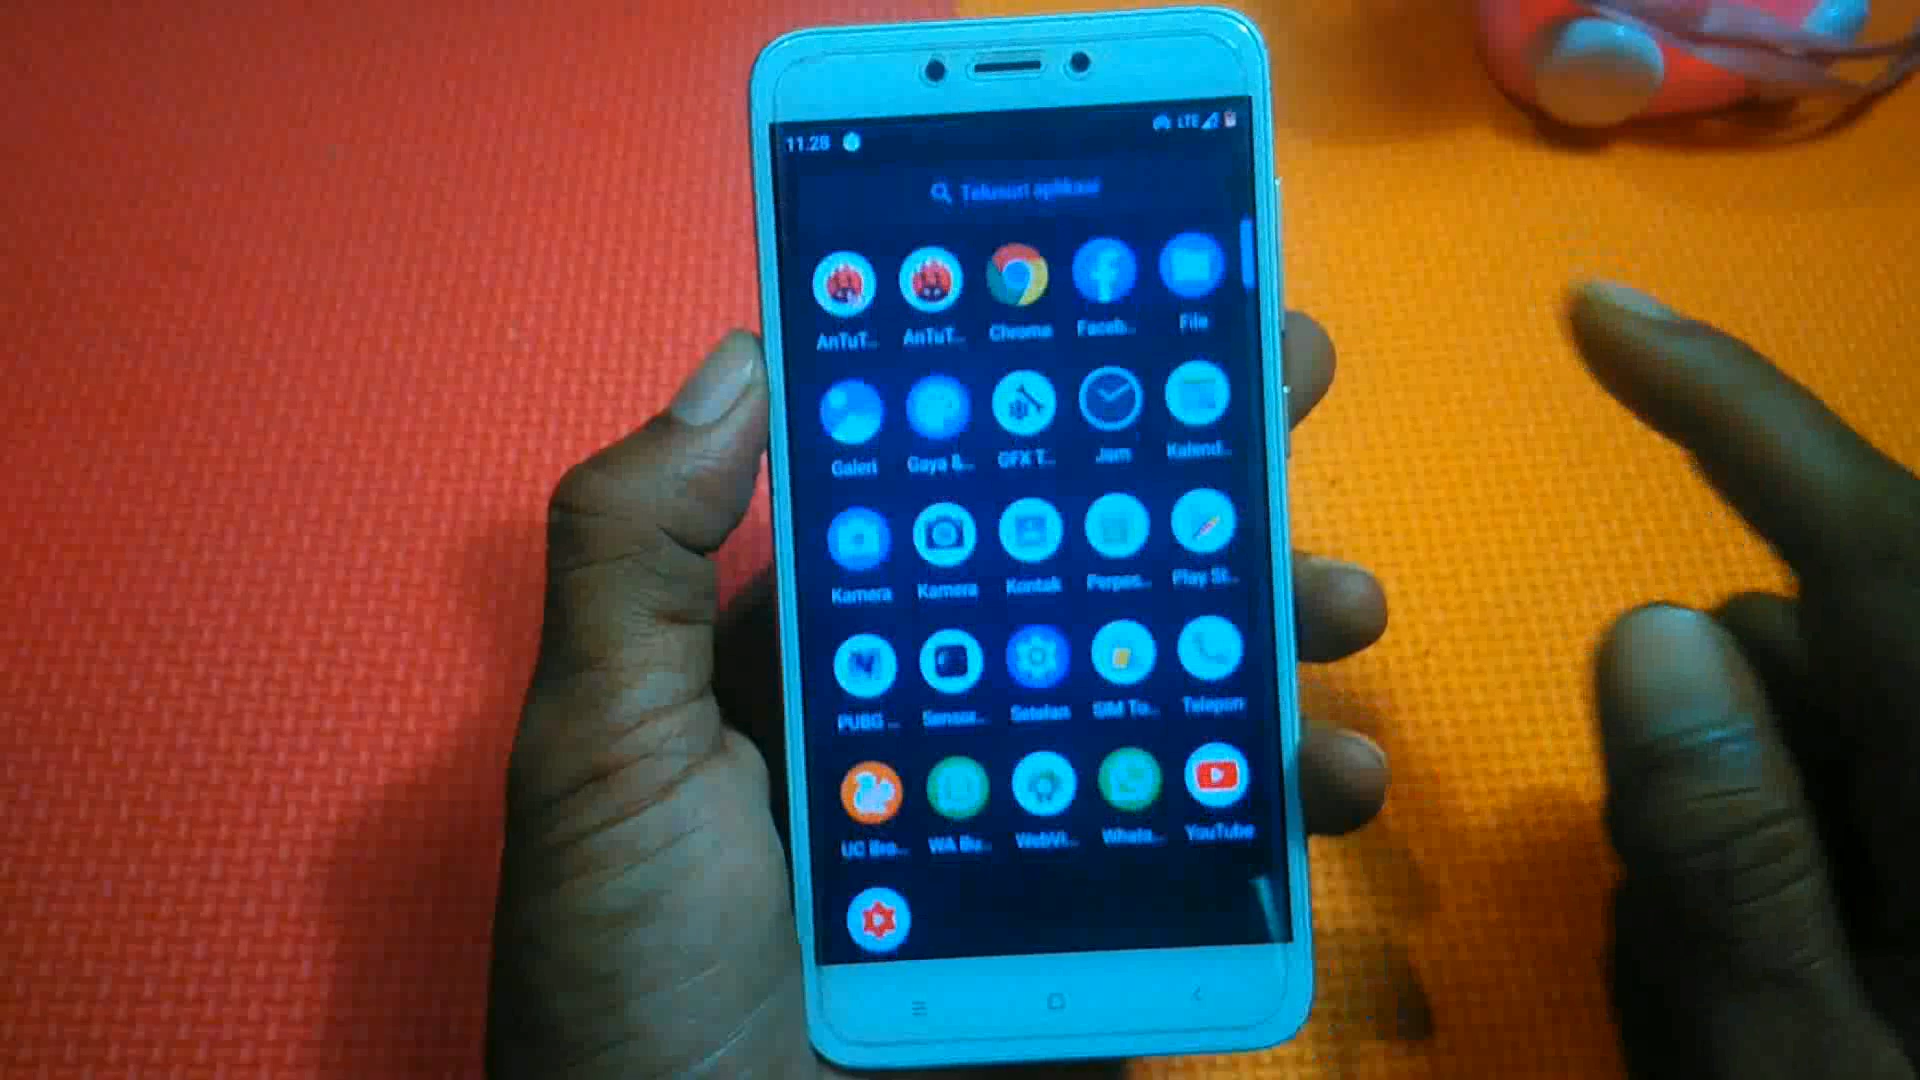 11.28 LTE
Telusuri aplikasi
AnTuT... AnTuT... Chrome Faceb... File
Galeri Gaya &... GFX T... Jam Kalend...
Kamera Kamera Kontak Perpes... Play St...
PUBG ... Sensor... Setelan SIM To... Telepon
UC Bro... WA Bu... WebVi... Whats... YouTube